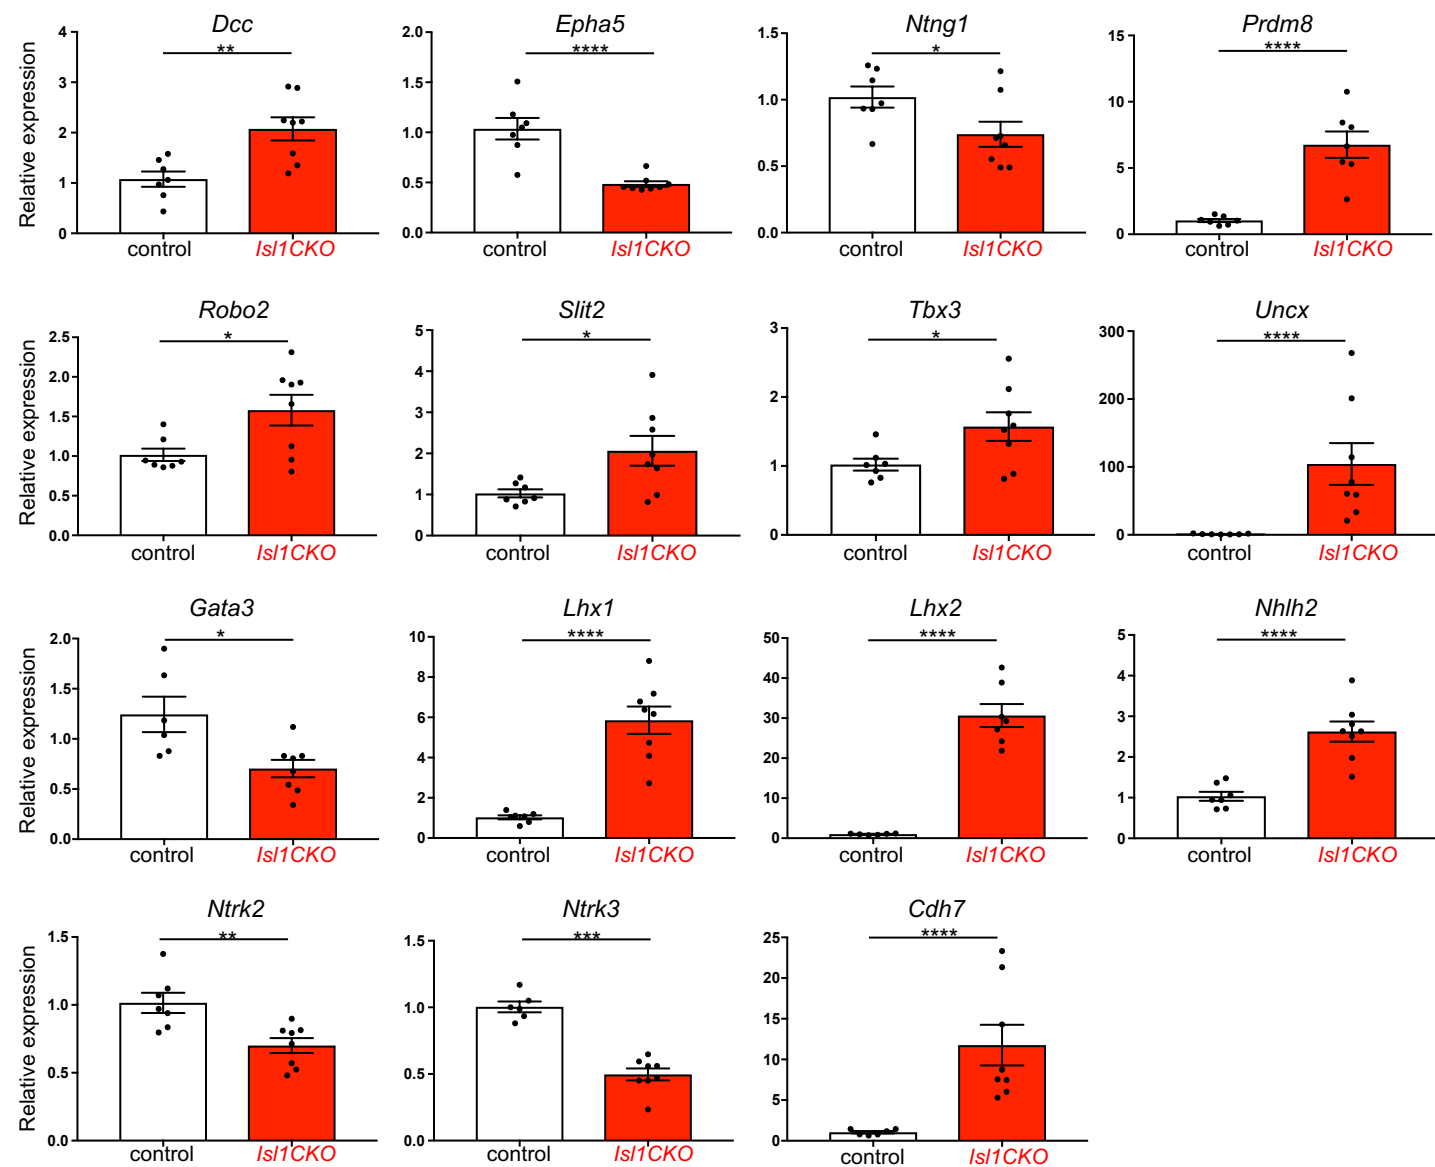 Dcc Epha5 Ntng1 Prdm8
Relative expression
4 3 2 1 0
**
control Isl1CKO
2.0 1.5 1.0 0.5 0.0
****
control Isl1CKO
1.5 1.0 0.5 0.0
*
control Isl1CKO
15 10 5 0
****
control Isl1CKO
Robo2 Slit2 Tbx3 Uncx
Relative expression
2.5 2.0 1.5 1.0 0.5 0.0
*
control Isl1CKO
5 4 3 2 1 0
*
control Isl1CKO
3 2 1 0
*
control Isl1CKO
300 200 100 0
****
control Isl1CKO
Gata3 Lhx1 Lhx2 Nhlh2
Relative expression
2.0 1.5 1.0 0.5 0.0
*
control Isl1CKO
10 8 6 4 2 0
****
control Isl1CKO
50 40 30 20 10 0
****
control Isl1CKO
5 4 3 2 1 0
****
control Isl1CKO
Ntrk2 Ntrk3 Cdh7
Relative expression
1.5 1.0 0.5 0.0
**
control Isl1CKO
1.5 1.0 0.5 0.0
***
control Isl1CKO
25 20 15 10 5 0
****
control Isl1CKO